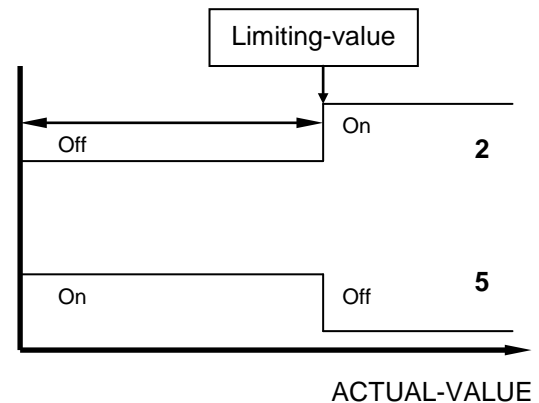 Limiting-value
On
Off
2
On
Off
5
ACTUAL-VALUE